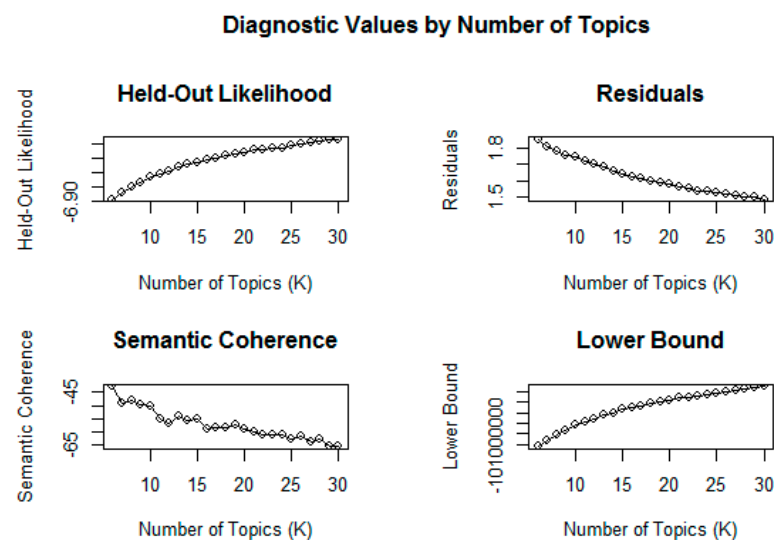 Diagnostic Values by Number of Topics
Held-Out Likelihood
Held-Out Likelihood
-6.90
10 15 20 25 30
Number of Topics (K)
Residuals
Residuals
1.8
1.5
10 15 20 25 30
Number of Topics (K)
Semantic Coherence
Semantic Coherence
-45
-65
10 15 20 25 30
Number of Topics (K)
Lower Bound
Lower Bound
-101000000
10 15 20 25 30
Number of Topics (K)